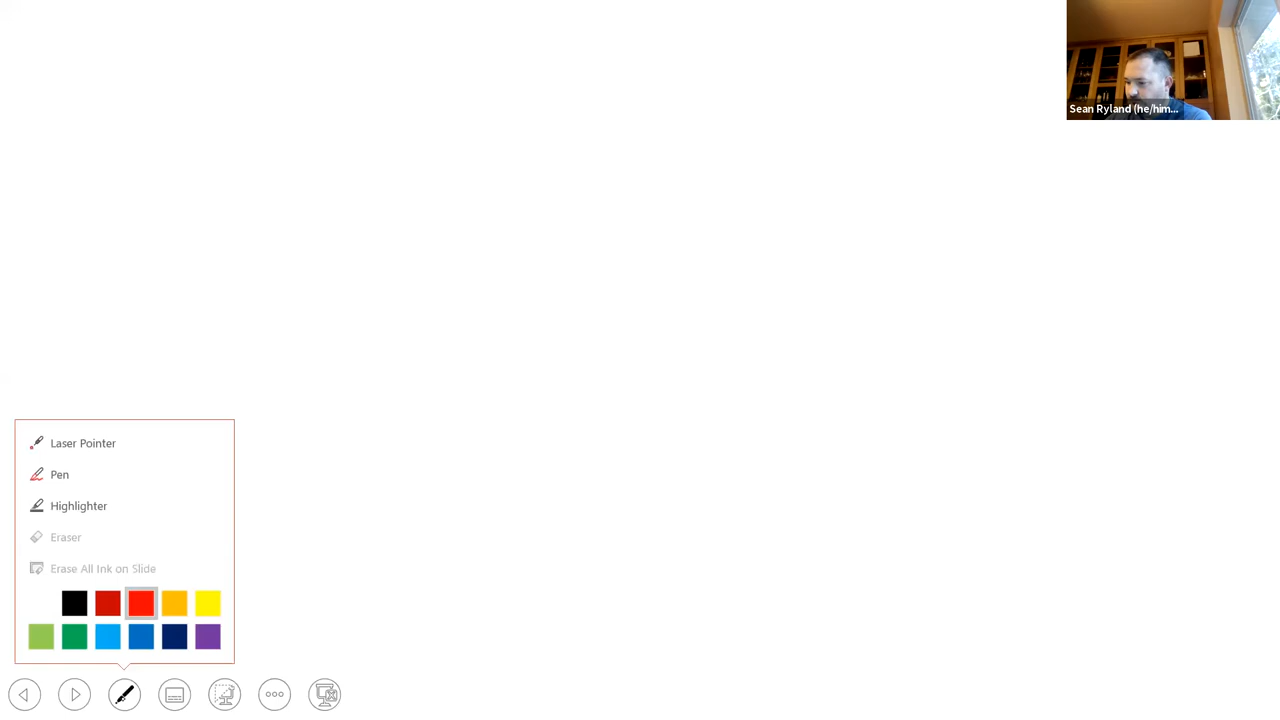 Sean Ryland (he/him...
Laser Pointer
Pen
Highlighter
Eraser
Erase All Ink on Slide